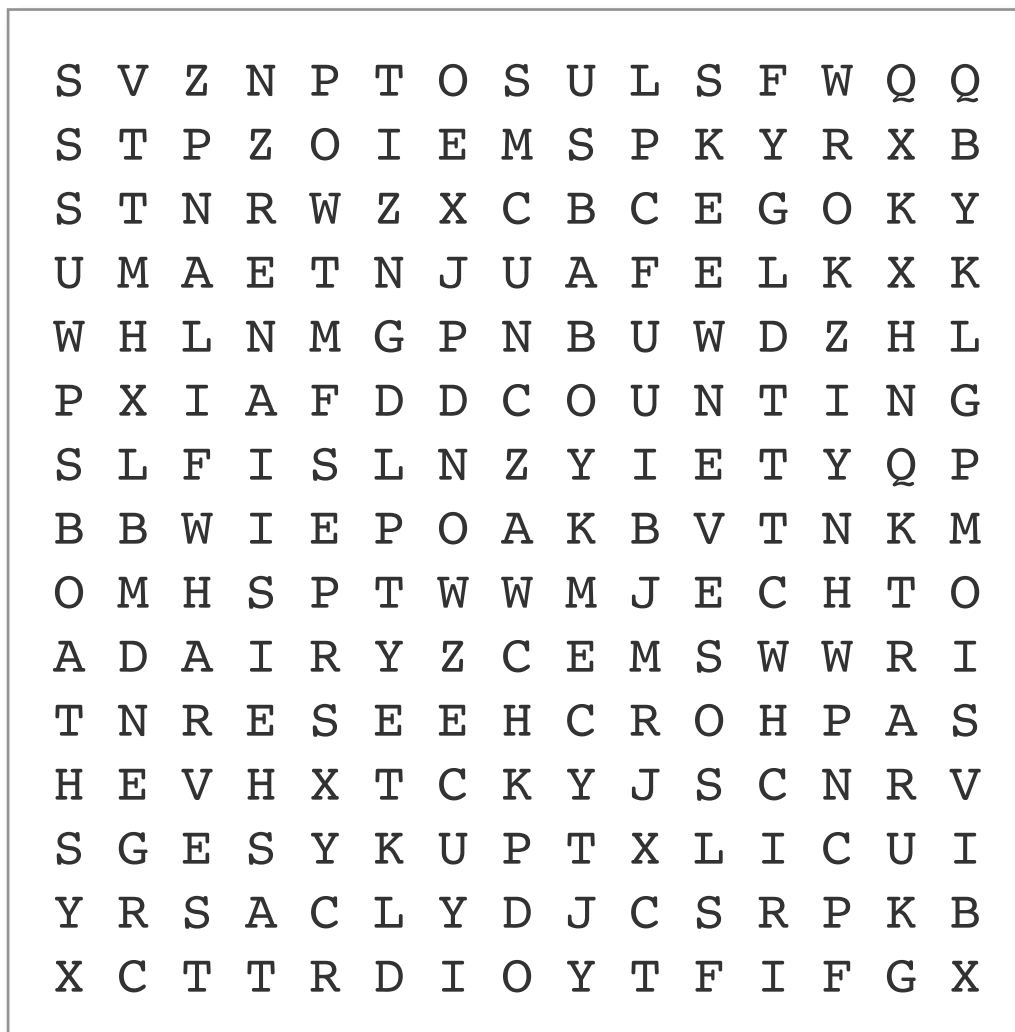 S V Z N P T O S U L S F W Q Q
S T P Z O I E M S P K Y R X B
S T N R W Z X C B C E G O K Y
U M A E T N J U A F E L K X K
W H L N M G P N B U W D Z H L
P X I A F D D C O U N T I N G
S L F I S L N Z Y I E T Y Q P
B B W I E P O A K B V T N K M
O M H S P T W W M J E C H T O
A D A I R Y Z C E M S W W R I
T N R E S E E H C R O H P A S
H E V H X T C K Y J S C N R V
S G E S Y K U P T X L I C U I
Y R S A C L Y D J C S R P K B
X C T T R D I O Y T F I F G X